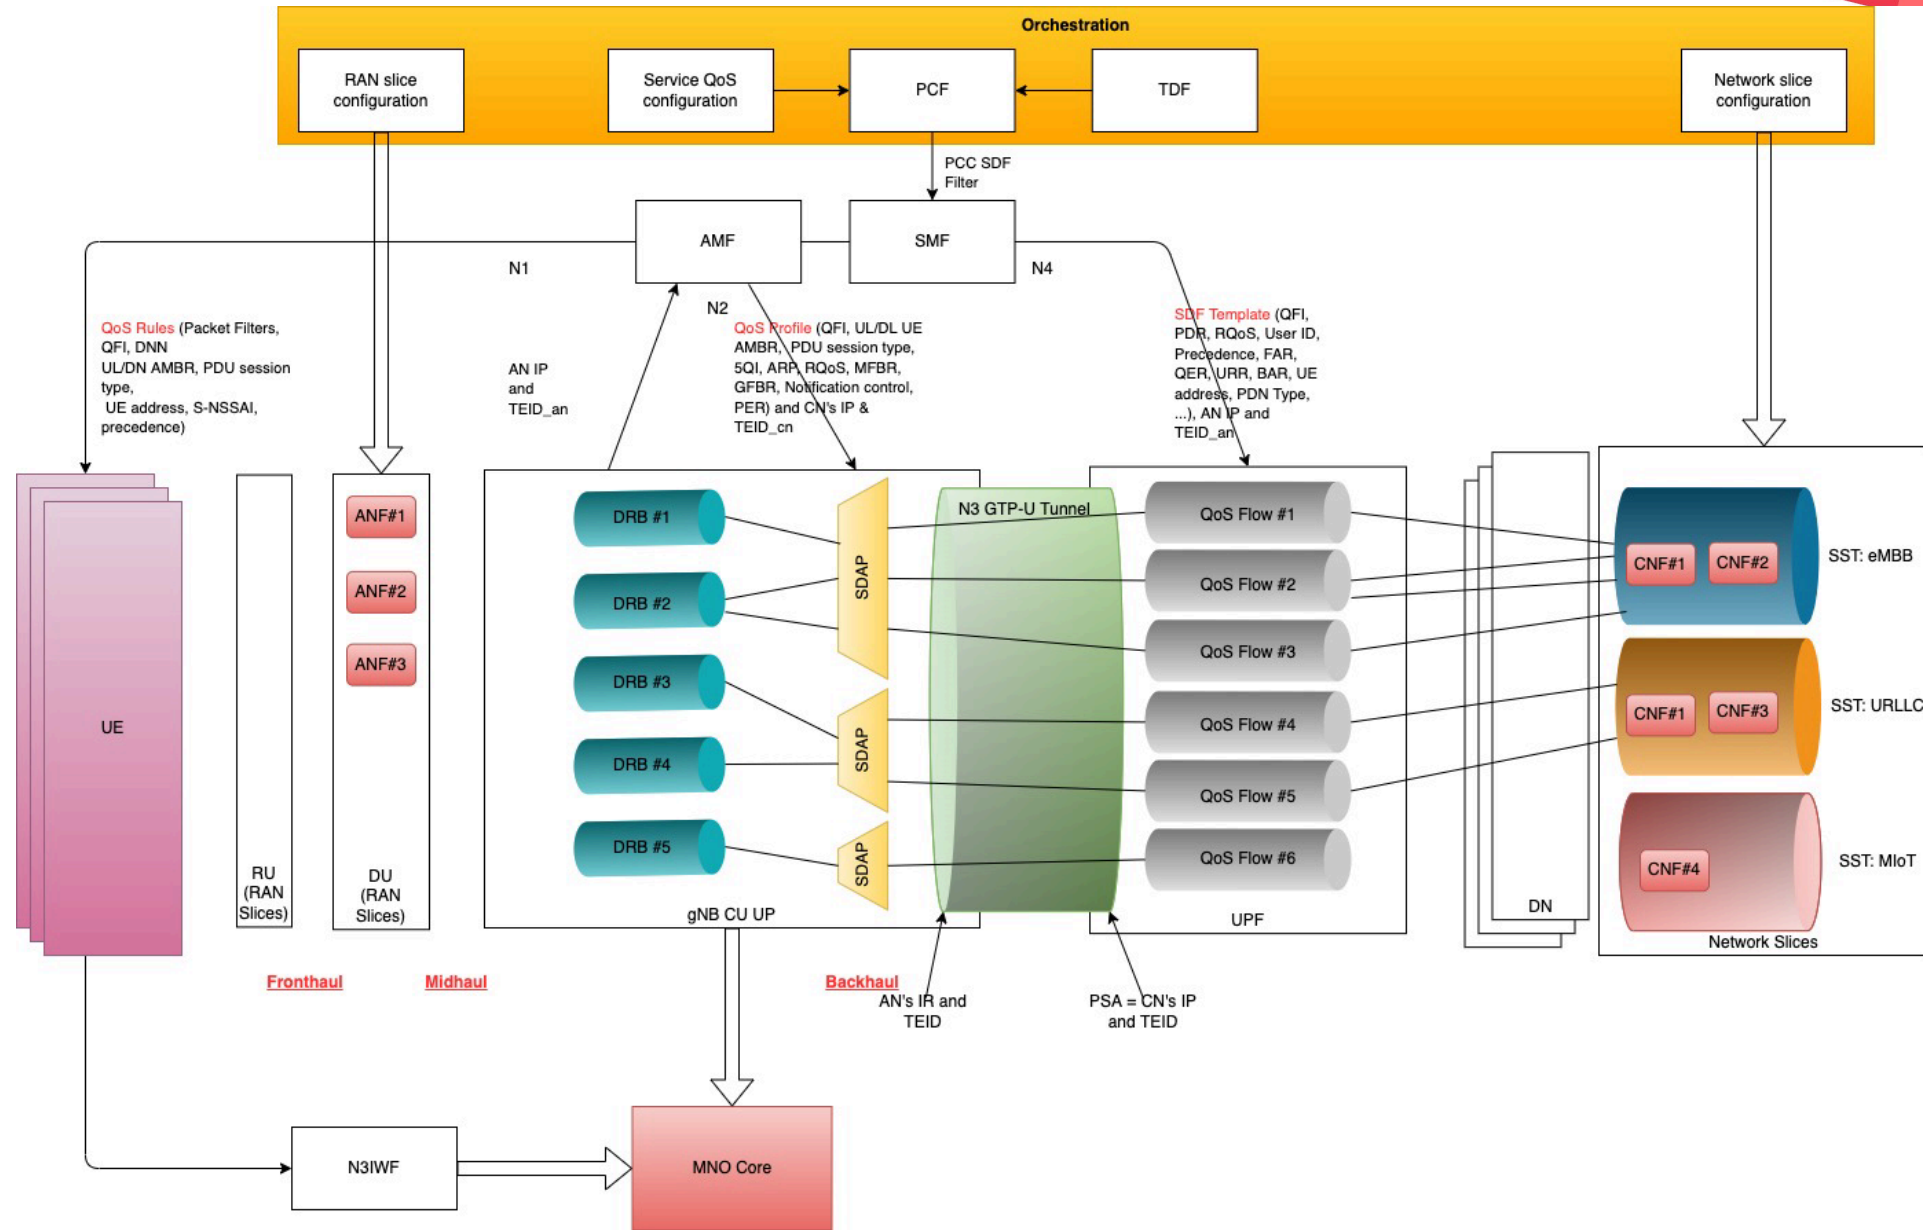 Orchestration
RAN slice
configuration
Service QoS
configuration
PCF
TDF
Network slice
configuration
PCC SDF
Filter
AMF
SMF
N1
N4
N2
QoS Rules (Packet Filters,
QFI, DNN
UL/DN AMBR, PDU session
type,
UE address, S-NSSAI,
precedence)
AN IP
and
TEID_an
QoS Profile (QFI, UL/DL UE
AMBR, PDU session type,
5QI, ARP, RQoS, MFBR,
GFBR, Notification control,
PER) and CN's IP &
TEID_cn
SDF Template (QFI,
PDR, RQoS, User ID,
Precedence, FAR,
QER, URR, BAR, UE
address, PDN Type,
...), AN IP and
TEID_an
UE
RU
(RAN
Slices)
ANF#1
ANF#2
ANF#3
DU
(RAN
Slices)
DRB #1
DRB #2
DRB #3
DRB #4
DRB #5
SDAP
SDAP
SDAP
gNB CU UP
N3 GTP-U Tunnel
QoS Flow #1
QoS Flow #2
QoS Flow #3
QoS Flow #4
QoS Flow #5
QoS Flow #6
UPF
DN
CNF#1
CNF#2
SST: eMBB
CNF#1
CNF#3
SST: URLLC
CNF#4
SST: MIoT
Network Slices
Fronthaul
Midhaul
Backhaul
AN's IR and
TEID
PSA = CN's IP
and TEID
N3IWF
MNO Core